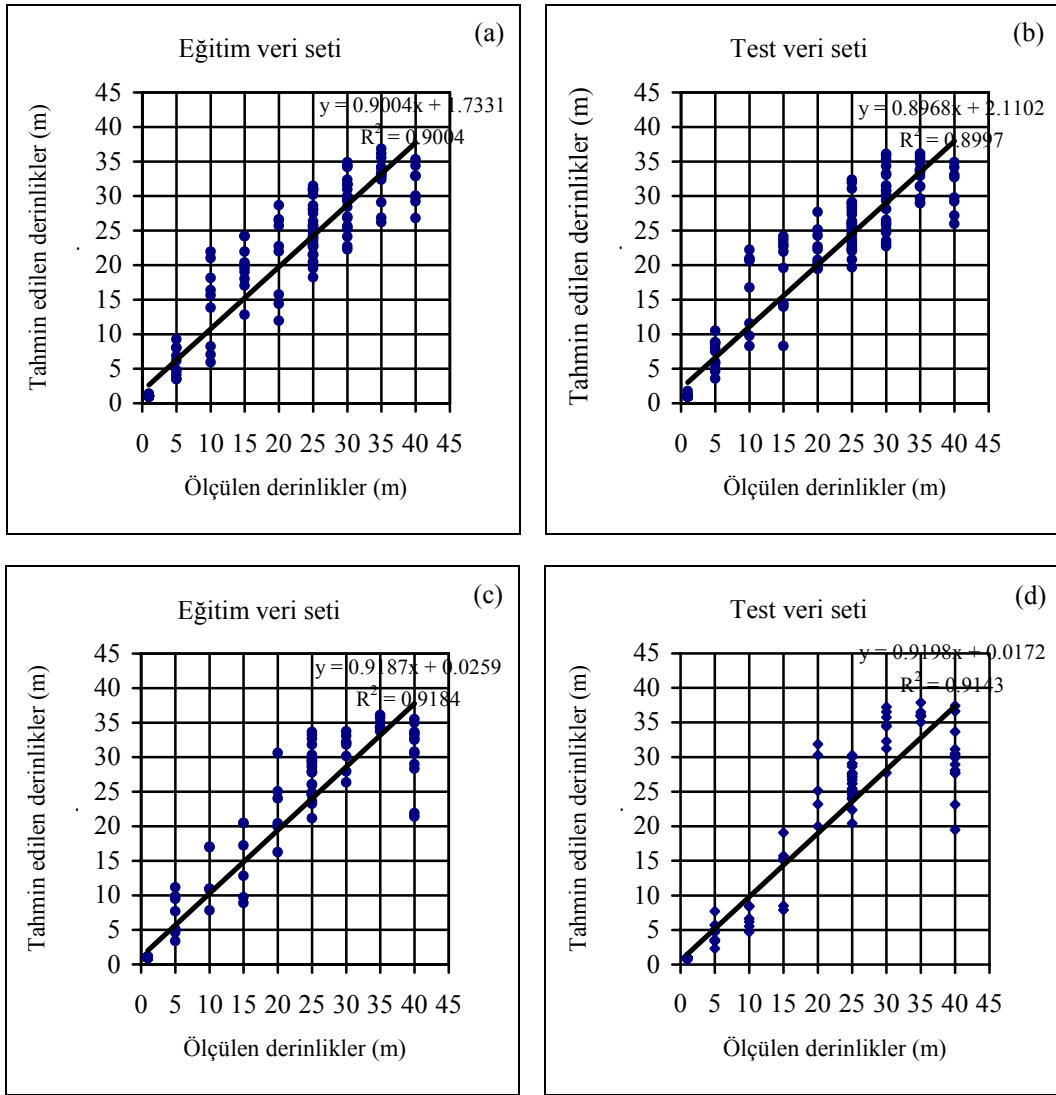 (a)
Eğitim veri seti
y = 0.9004x + 1.7331
R² = 0.9004
45
40
35
30
25
20
15
10
5
0
0 5 10 15 20 25 30 35 40 45
Tahmin edilen derinlikler (m)
Ölçülen derinlikler (m)
(b)
Test veri seti
y = 0.8968x + 2.1102
R² = 0.8997
45
40
35
30
25
20
15
10
5
0
0 5 10 15 20 25 30 35 40 45
Tahmin edilen derinlikler (m)
Ölçülen derinlikler (m)
(c)
Eğitim veri seti
y = 0.9187x + 0.0259
R² = 0.9184
45
40
35
30
25
20
15
10
5
0
0 5 10 15 20 25 30 35 40 45
Tahmin edilen derinlikler (m)
Ölçülen derinlikler (m)
(d)
Test veri seti
y = 0.9198x + 0.0172
R² = 0.9143
45
40
35
30
25
20
15
10
5
0
0 5 10 15 20 25 30 35 40 45
Tahmin edilen derinlikler (m)
Ölçülen derinlikler (m)